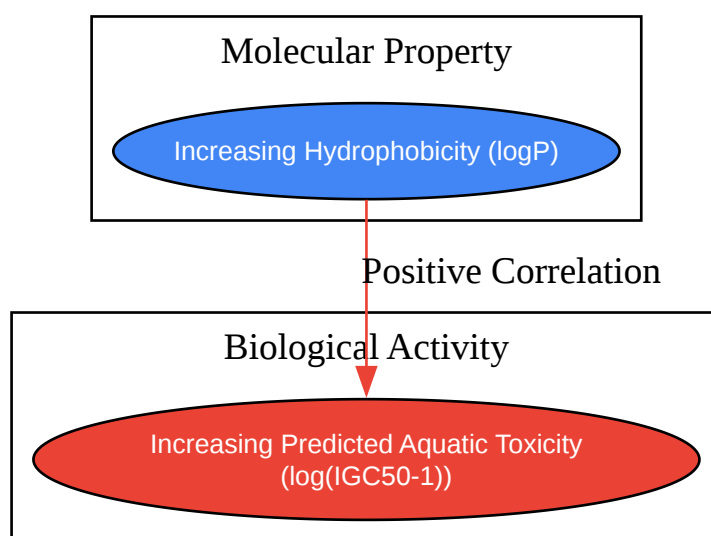 Molecular Property
Increasing Hydrophobicity (logP)
Positive Correlation
Biological Activity
Increasing Predicted Aquatic Toxicity
(log(IGC50-1))